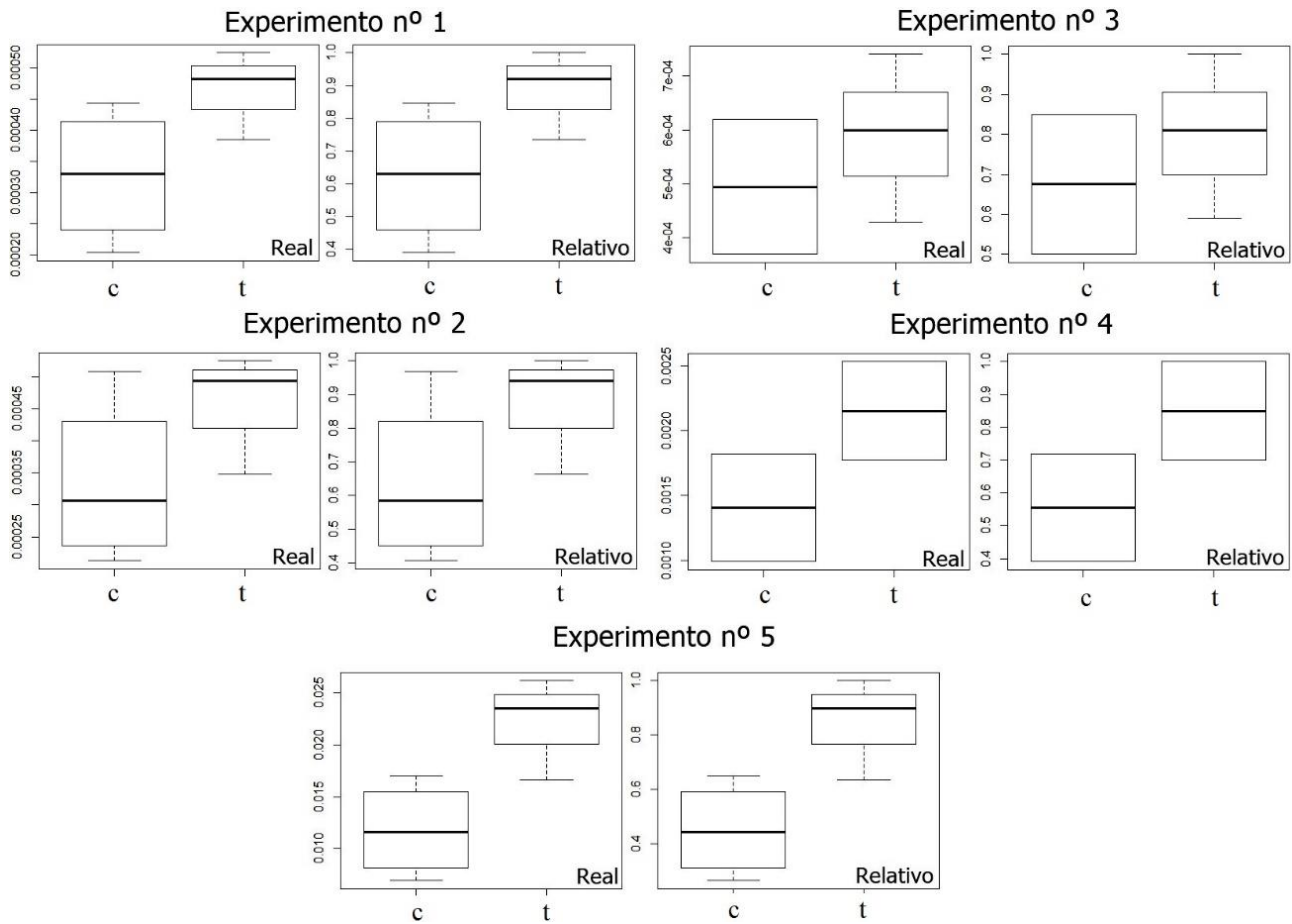 Experimento nº 1
0.00020 0.00030 0.00040 0.00050
Real
c t
0.4 0.5 0.6 0.7 0.8 0.9 1.0
Relativo
c t
Experimento nº 3
4e-04 5e-04 6e-04 7e-04
Real
c t
0.5 0.6 0.7 0.8 0.9 1.0
Relativo
c t
Experimento nº 2
0.00025 0.00035 0.00045
Real
c t
0.4 0.5 0.6 0.7 0.8 0.9 1.0
Relativo
c t
Experimento nº 4
0.0010 0.0015 0.0020 0.0025
Real
c t
0.4 0.5 0.6 0.7 0.8 0.9 1.0
Relativo
c t
Experimento nº 5
0.010 0.015 0.020 0.025
Real
c t
0.4 0.6 0.8 1.0
Relativo
c t